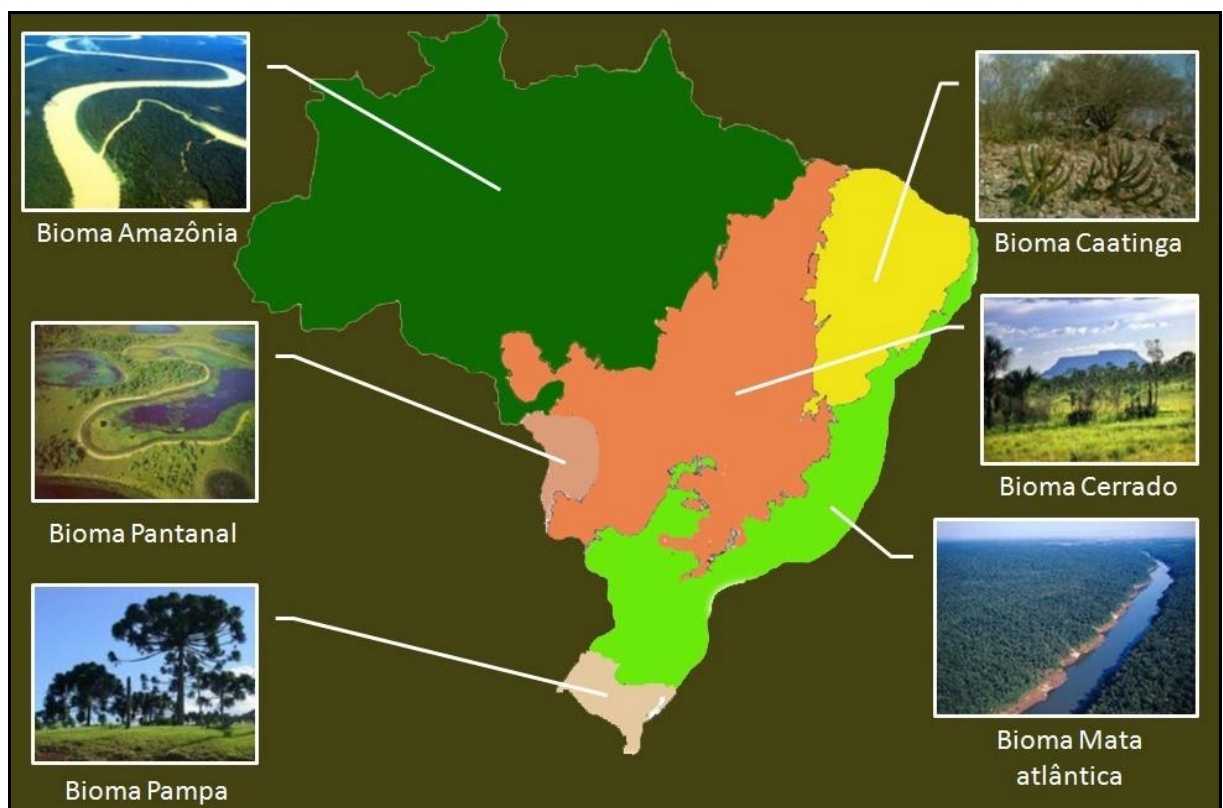 Bioma Amazônia
Bioma Caatinga
Bioma Pantanal
Bioma Cerrado
Bioma Pampa
Bioma Mata
atlântica